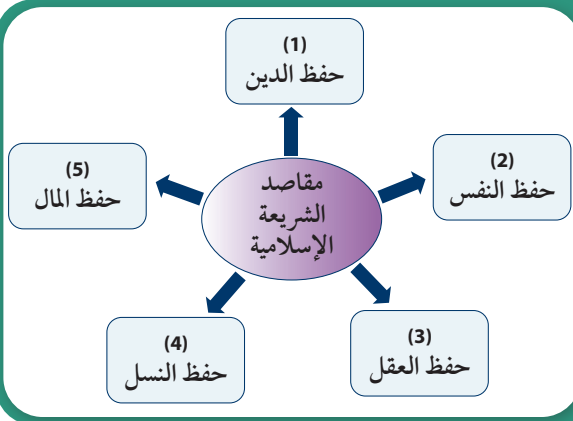 (1)
حفظ الدين
(2)
حفظ النفس
(3)
حفظ العقل
(4)
حفظ النسل
(5)
حفظ المال
مقاصد
الشريعة
الإسلامية